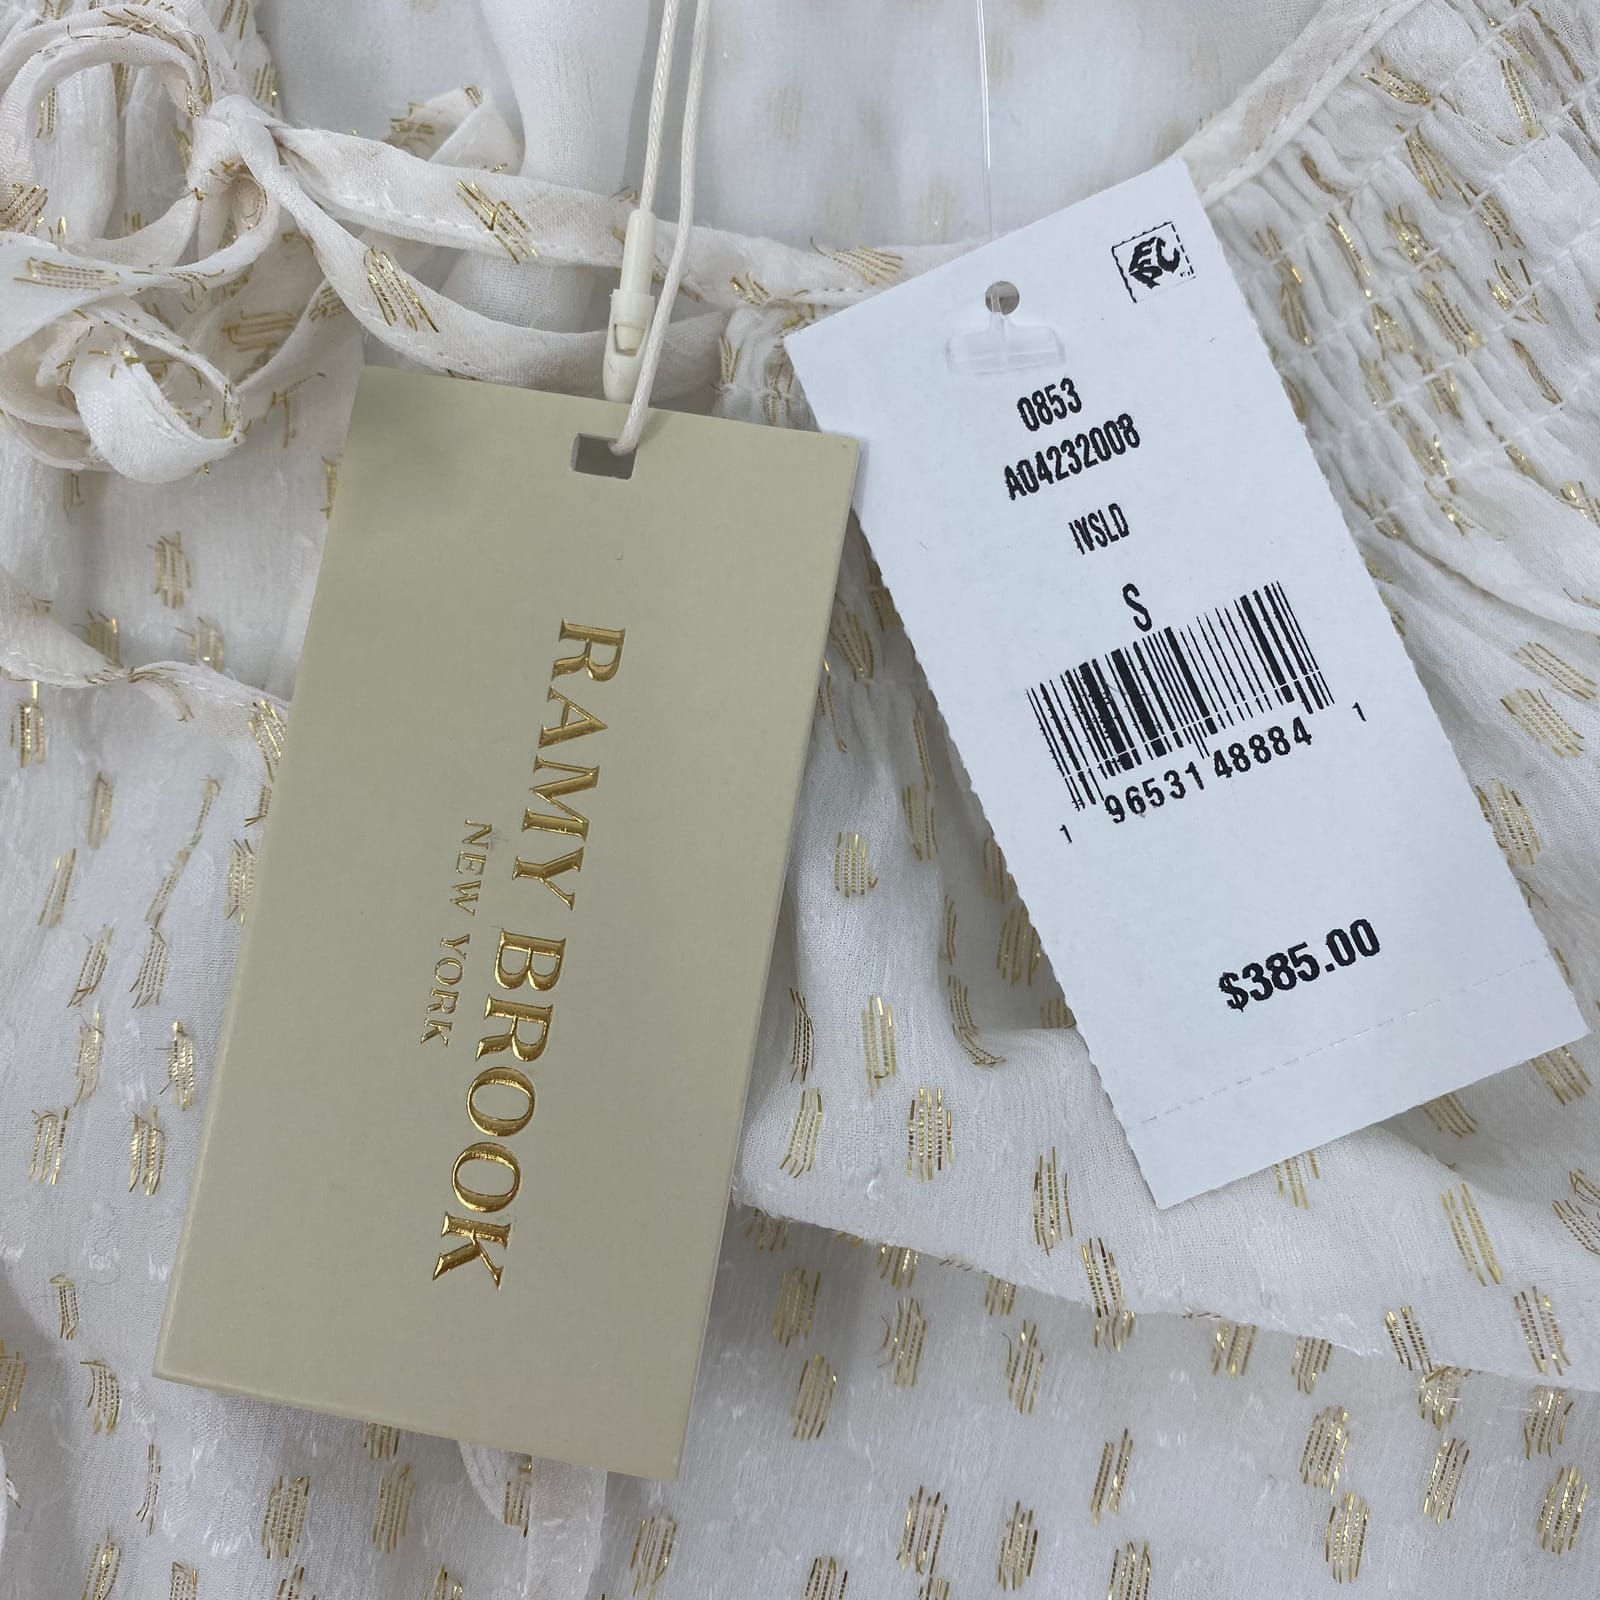 RAMY BROOK
NEW YORK
0853
A04232008
IVSLD
S
1 96531 48884 1
$385.00